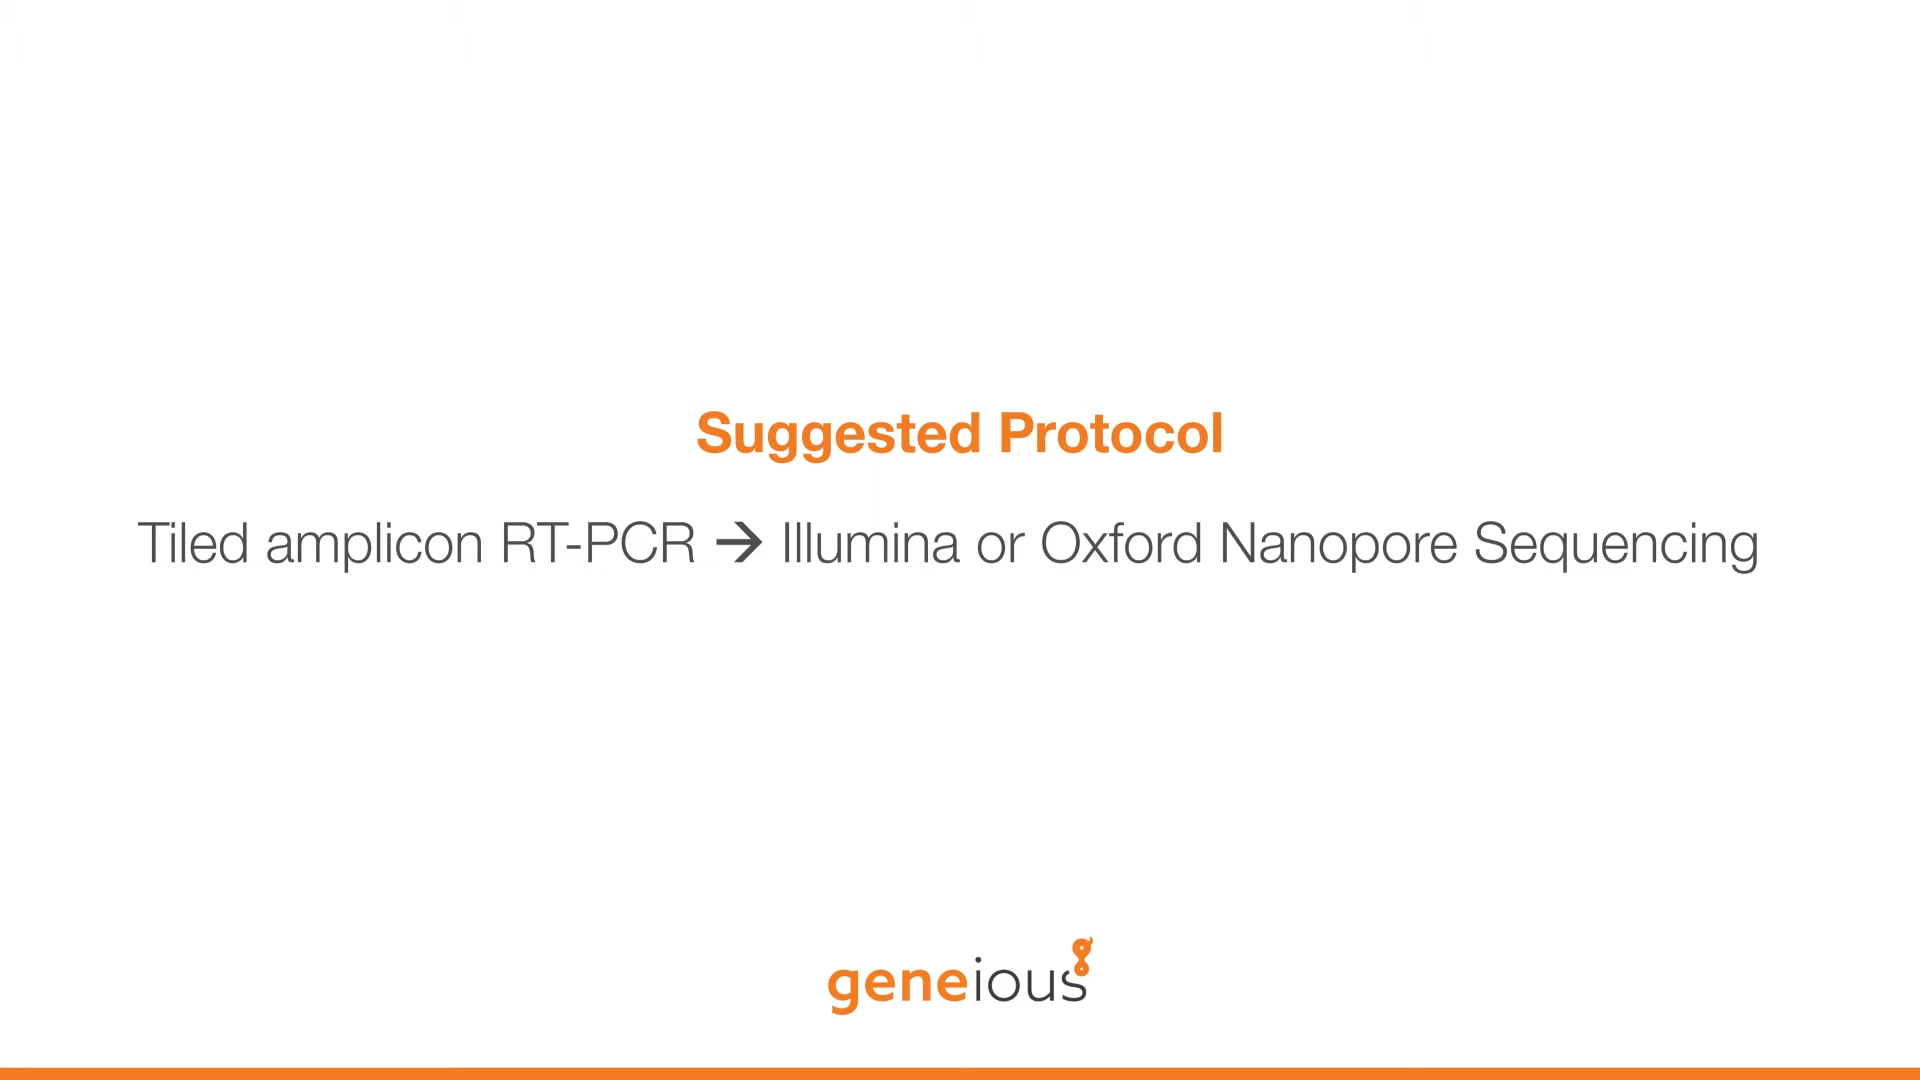 Suggested Protocol
Tiled amplicon RT-PCR → Illumina or Oxford Nanopore Sequencing
geneious